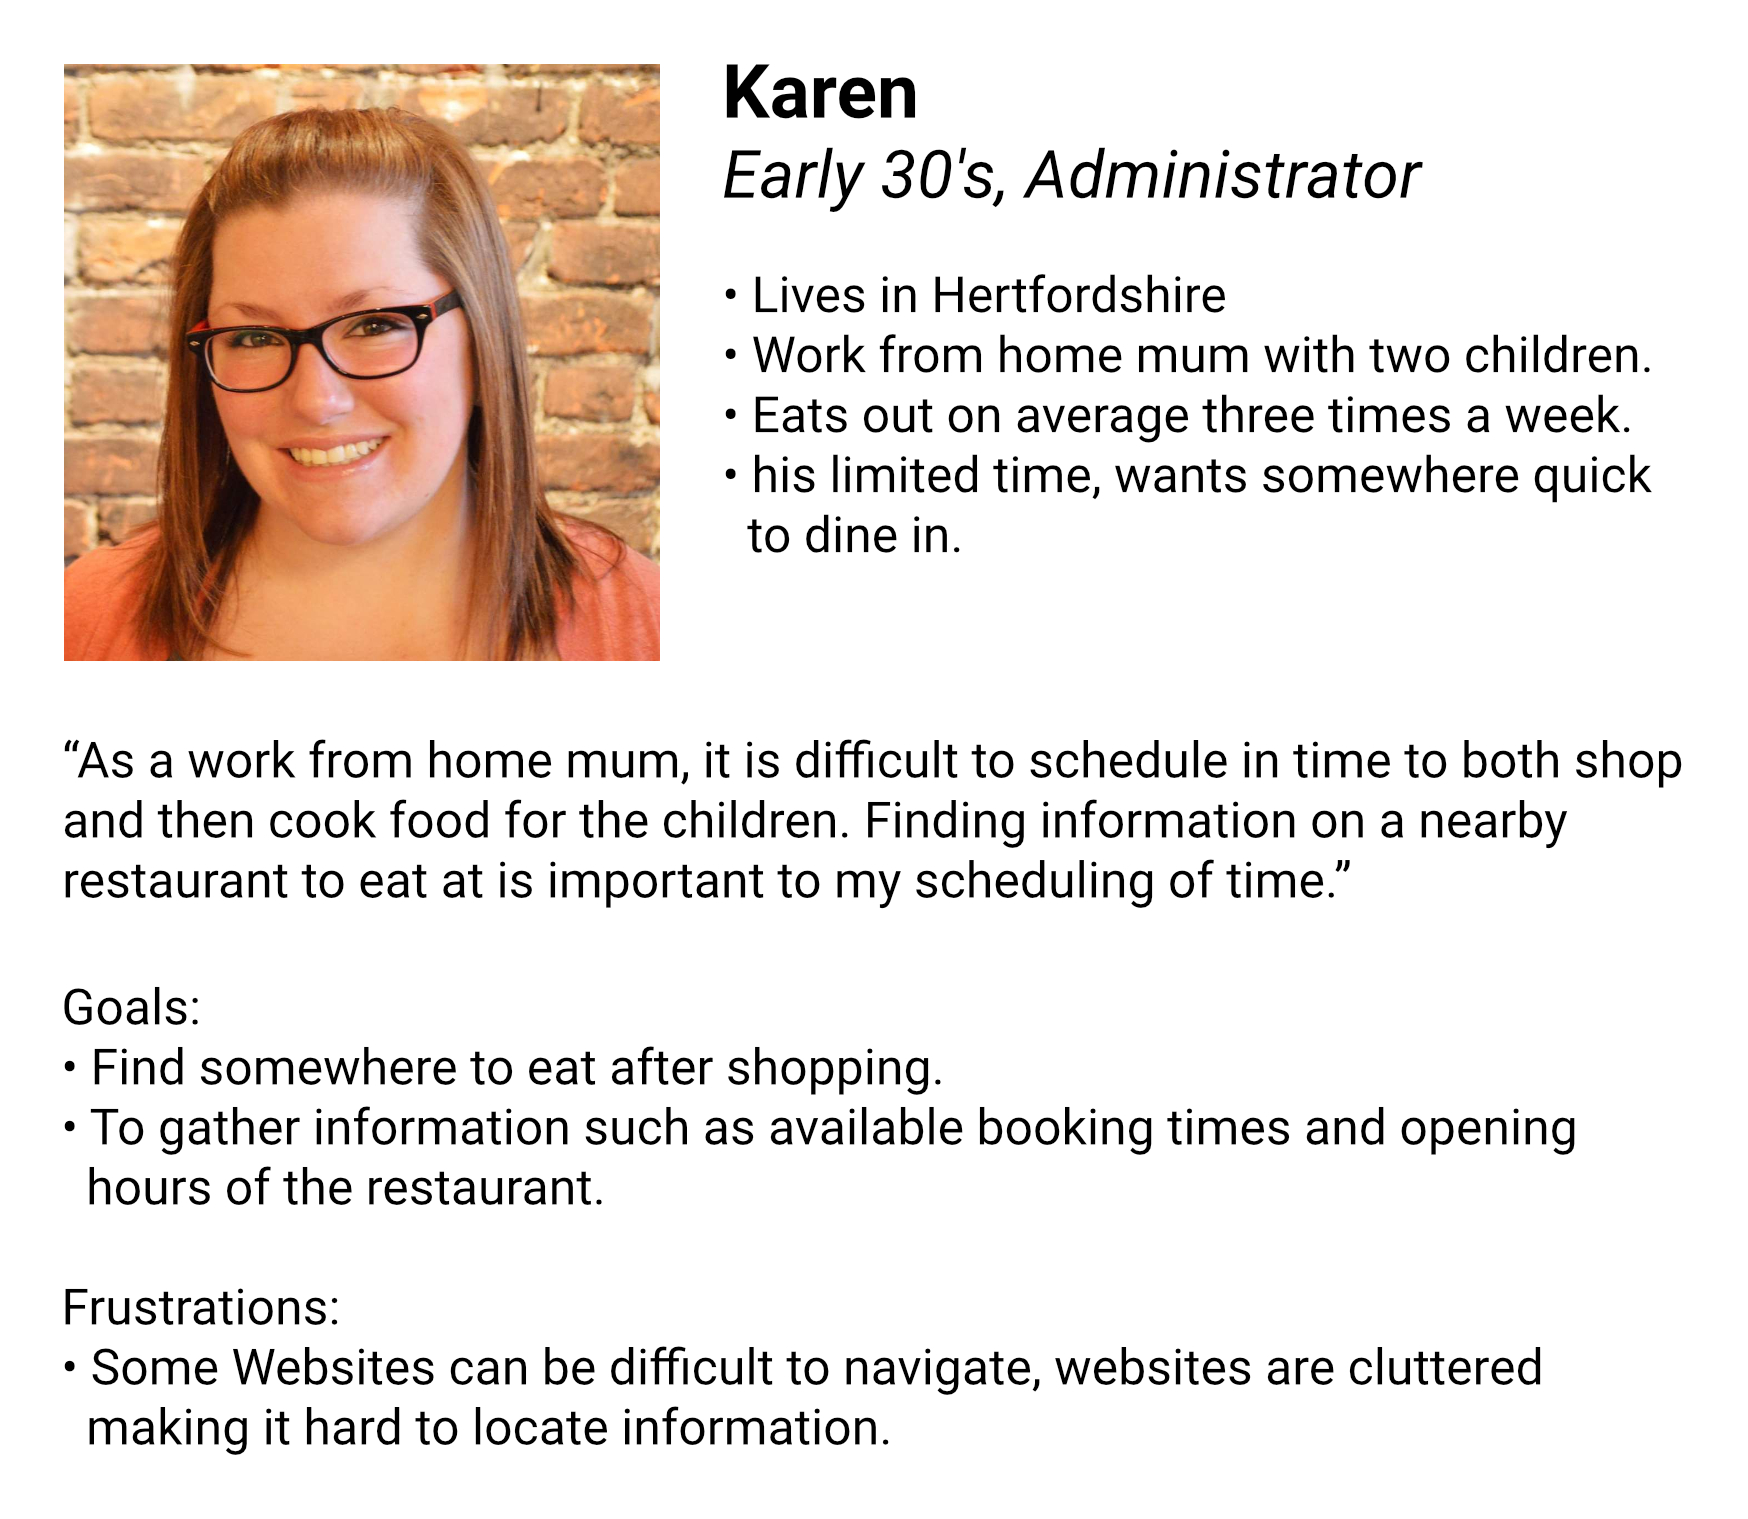 Karen
Early 30's, Administrator
• Lives in Hertfordshire
• Work from home mum with two children.
• Eats out on average three times a week.
• his limited time, wants somewhere quick
to dine in.
“As a work from home mum, it is difficult to schedule in time to both shop
and then cook food for the children. Finding information on a nearby
restaurant to eat at is important to my scheduling of time.”
Goals:
• Find somewhere to eat after shopping.
• To gather information such as available booking times and opening
hours of the restaurant.
Frustrations:
• Some Websites can be difficult to navigate, websites are cluttered
making it hard to locate information.